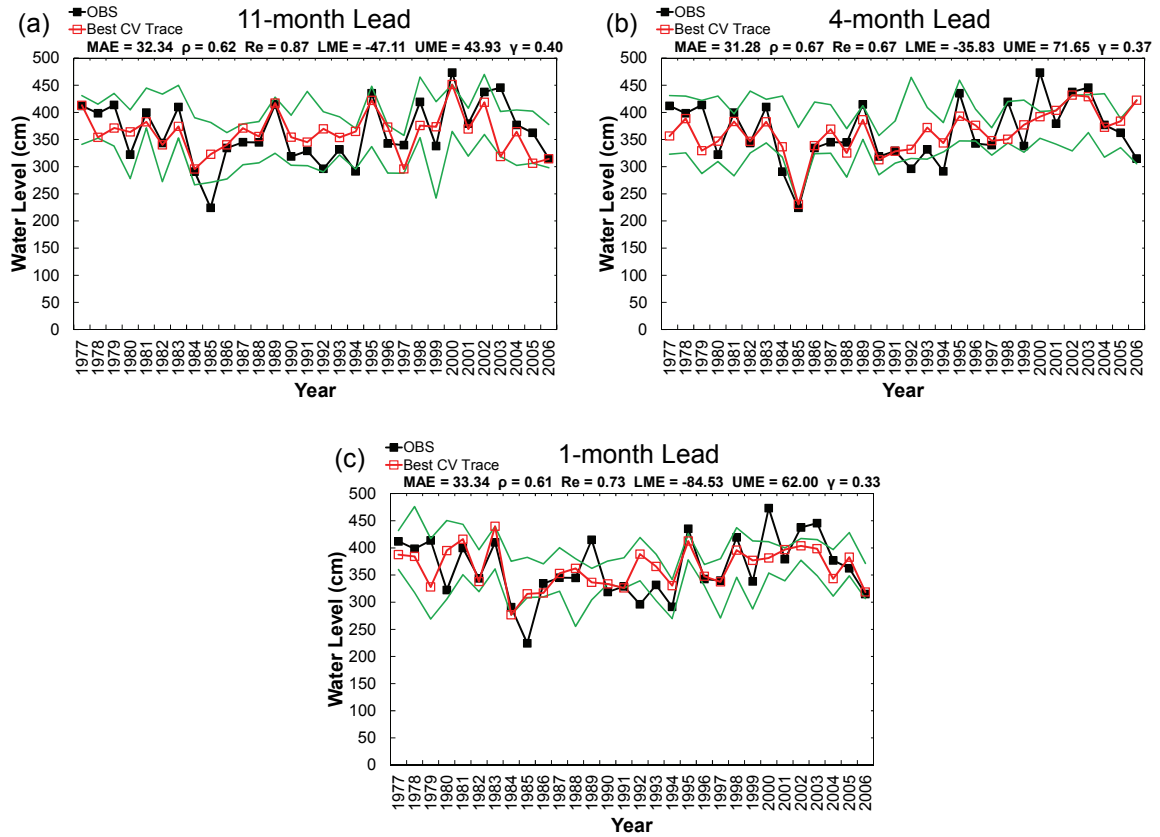 (a) 11-month Lead
OBS
Best CV Trace
MAE = 32.34 ρ = 0.62 Re = 0.87 LME = -47.11 UME = 43.93 γ = 0.40
500
450
400
350
300
250
200
150
100
50
0
Water Level (cm)
1977 1978 1979 1980 1981 1982 1983 1984 1985 1986 1987 1988 1989 1990 1991 1992 1993 1994 1995 1996 1997 1998 1999 2000 2001 2002 2003 2004 2005 2006
Year
(b) 4-month Lead
OBS
Best CV Trace
MAE = 31.28 ρ = 0.67 Re = 0.67 LME = -35.83 UME = 71.65 γ = 0.37
500
450
400
350
300
250
200
150
100
50
0
Water Level (cm)
1977 1978 1979 1980 1981 1982 1983 1984 1985 1986 1987 1988 1989 1990 1991 1992 1993 1994 1995 1996 1997 1998 1999 2000 2001 2002 2003 2004 2005 2006
Year
(c) 1-month Lead
OBS
Best CV Trace
MAE = 33.34 ρ = 0.61 Re = 0.73 LME = -84.53 UME = 62.00 γ = 0.33
500
450
400
350
300
250
200
150
100
50
0
Water Level (cm)
1977 1978 1979 1980 1981 1982 1983 1984 1985 1986 1987 1988 1989 1990 1991 1992 1993 1994 1995 1996 1997 1998 1999 2000 2001 2002 2003 2004 2005 2006
Year